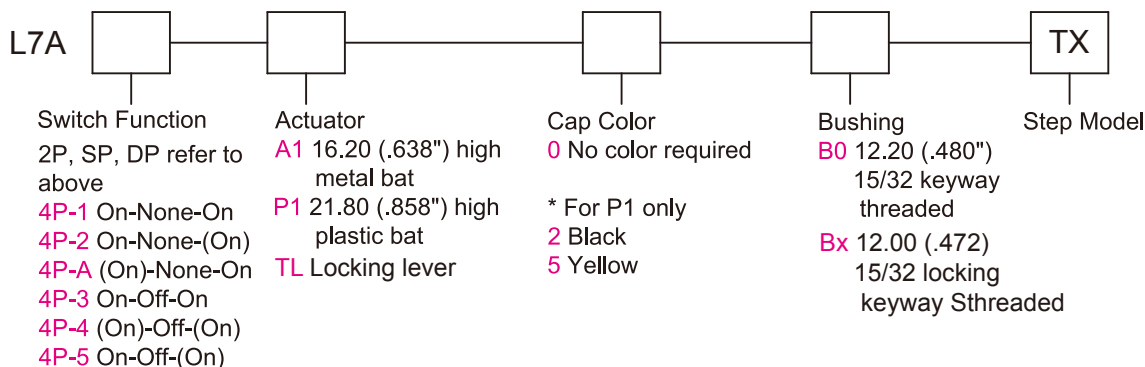 L7A
TX
Switch Function
2P, SP, DP refer to
above
4P-1 On-None-On
4P-2 On-None-(On)
4P-A (On)-None-On
4P-3 On-Off-On
4P-4 (On)-Off-(On)
4P-5 On-Off-(On)
Actuator
A1 16.20 (.638") high
metal bat
P1 21.80 (.858") high
plastic bat
TL Locking lever
Cap Color
0 No color required
* For P1 only
2 Black
5 Yellow
Bushing
B0 12.20 (.480")
15/32 keyway
threaded
Bx 12.00 (.472)
15/32 locking
keyway Sthreaded
Step Model